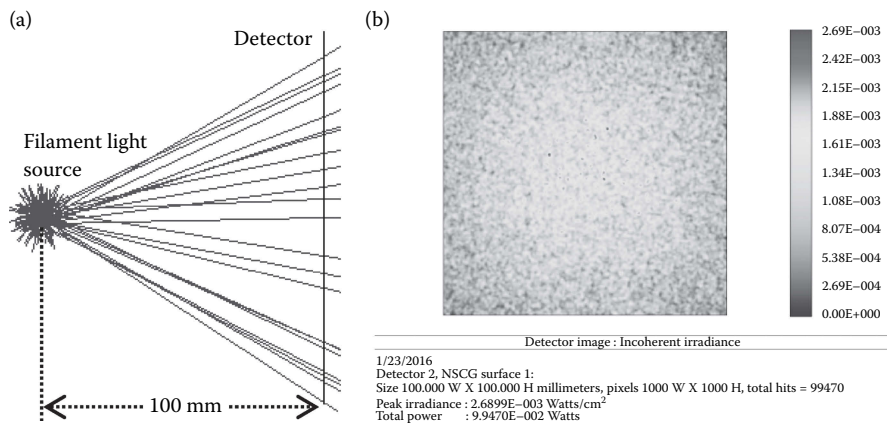 (a)
Detector
Filament light
source
100 mm
(b)
2.69E–003
2.42E–003
2.15E–003
1.88E–003
1.61E–003
1.34E–003
1.08E–003
8.07E–004
5.38E–004
2.69E–004
0.00E+000
Detector image : Incoherent irradiance
1/23/2016
Detector 2, NSCG surface 1:
Size 100.000 W X 100.000 H millimeters, pixels 1000 W X 1000 H, total hits = 99470
Peak irradiance : 2.6899E–003 Watts/cm²
Total power : 9.9470E–002 Watts